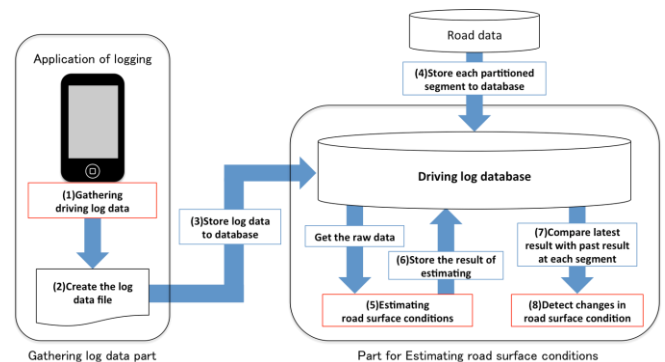 Application of logging
(1)Gathering
driving log data
(2)Create the log
data file
Gathering log data part
(3)Store log data
to database
Road data
(4)Store each partitioned
segment to database
Driving log database
Get the raw data
(5)Estimating
road surface conditions
(6)Store the result of
estimating
(7)Compare latest
result with past result
at each segment
(8)Detect changes in
road surface condition
Part for Estimating road surface conditions